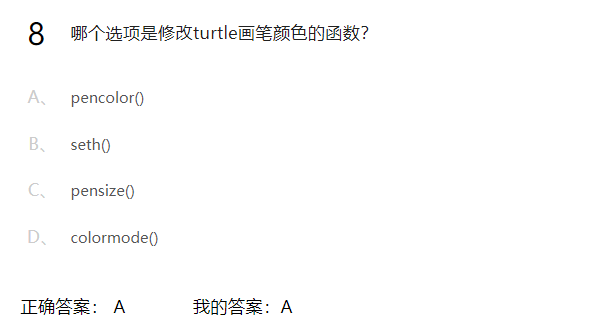 8 哪个选项是修改turtle画笔颜色的函数?
A、 pencolor()
B、 seth()
C、 pensize()
D、 colormode()
正确答案： A 我的答案：A